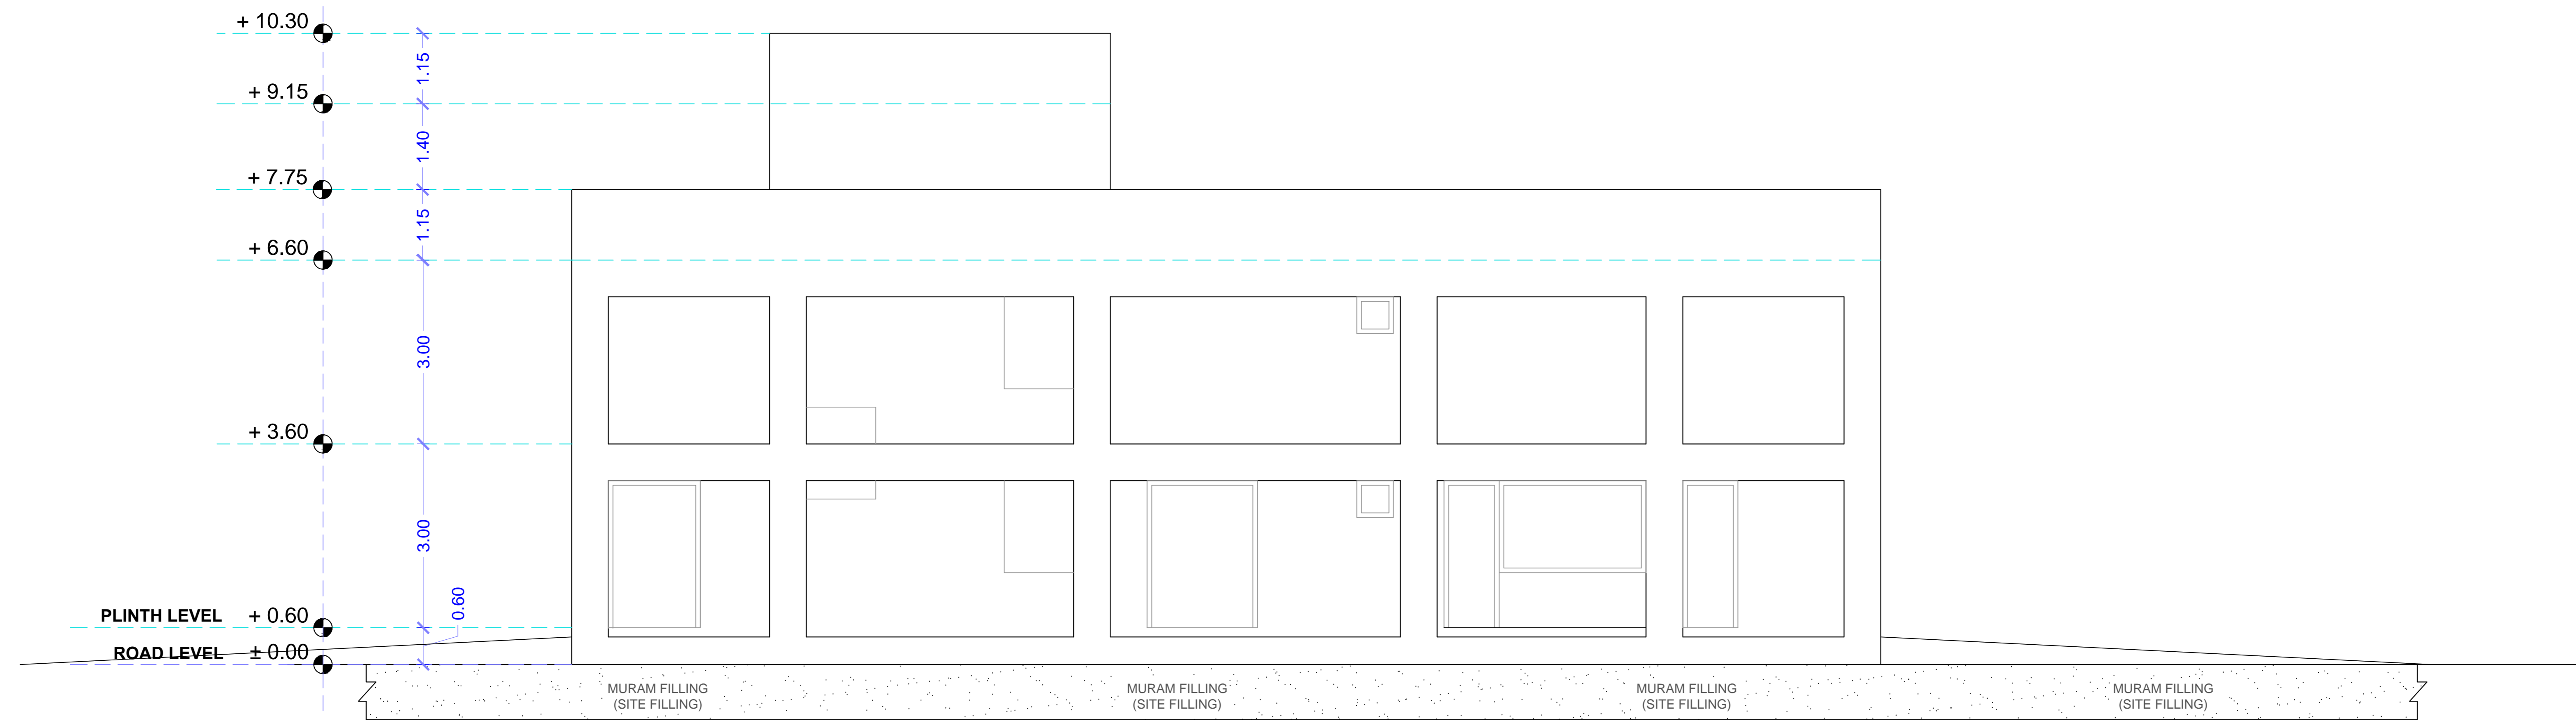 + 10.30
1.15
+ 9.15
1.40
+ 7.75
1.15
+ 6.60
3.00
+ 3.60
3.00
0.60
PLINTH LEVEL + 0.60
ROAD LEVEL ± 0.00
MURAM FILLING
(SITE FILLING)
MURAM FILLING
(SITE FILLING)
MURAM FILLING
(SITE FILLING)
MURAM FILLING
(SITE FILLING)